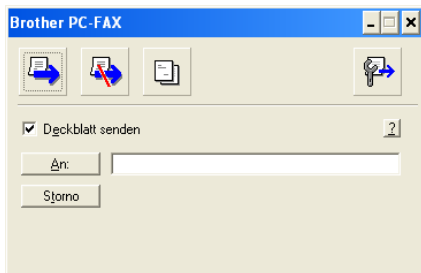 Brother PC-FAX
Deckblatt senden
?
An:
Storno